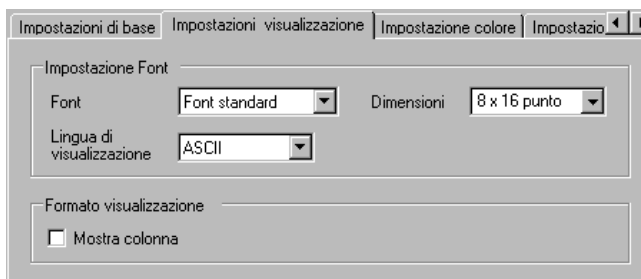 Impostazioni di base Impostazioni visualizzazione Impostazione colore Impostazio
Impostazione Font
Font Font standard Dimensioni 8 x 16 punto
Lingua di
visualizzazione ASCII
Formato visualizzazione
Mostra colonna